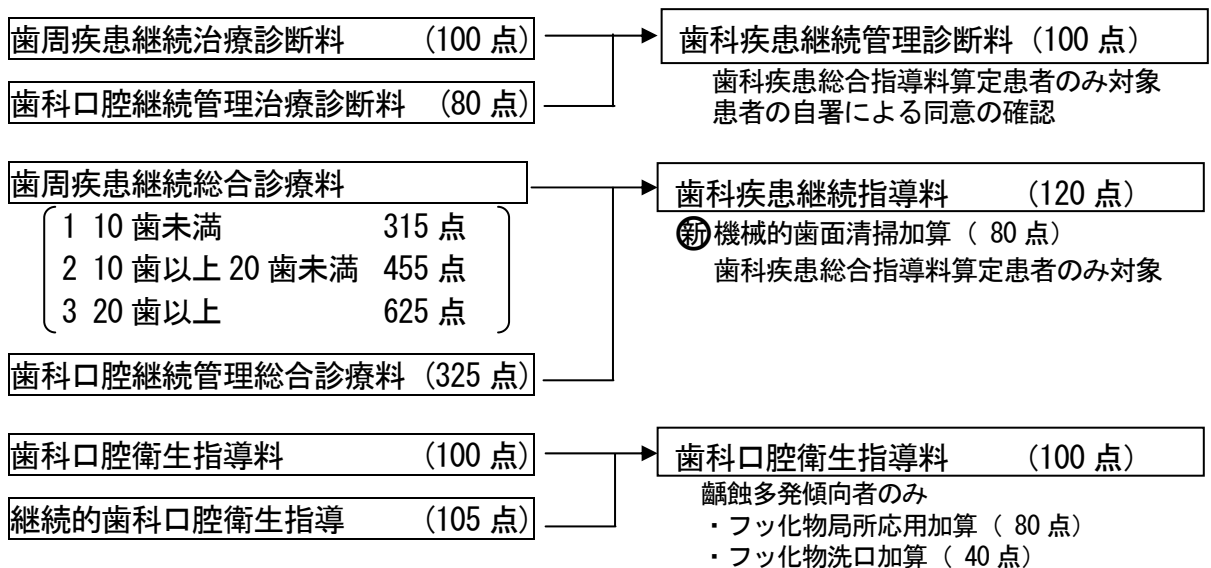 歯周疾患継続治療診断料 (100 点)
歯科口腔継続管理治療診断料 (80 点)
歯科疾患継続管理診断料 (100 点)
歯科疾患総合指導料算定患者のみ対象
患者の自署による同意の確認
歯周疾患継続総合診療料
1 10 歯未満 315 点
2 10 歯以上 20 歯未満 455 点
3 20 歯以上 625 点
歯科口腔継続管理総合診療料 (325 点)
歯科疾患継続指導料 (120 点)
㊟新機械的歯面清掃加算 ( 80 点)
歯科疾患総合指導料算定患者のみ対象
歯科口腔衛生指導料 (100 点)
継続的歯科口腔衛生指導 (105 点)
歯科口腔衛生指導料 (100 点)
齲蝕多発傾向者のみ
・フッ化物局所応用加算 ( 80 点)
・フッ化物洗口加算 ( 40 点)